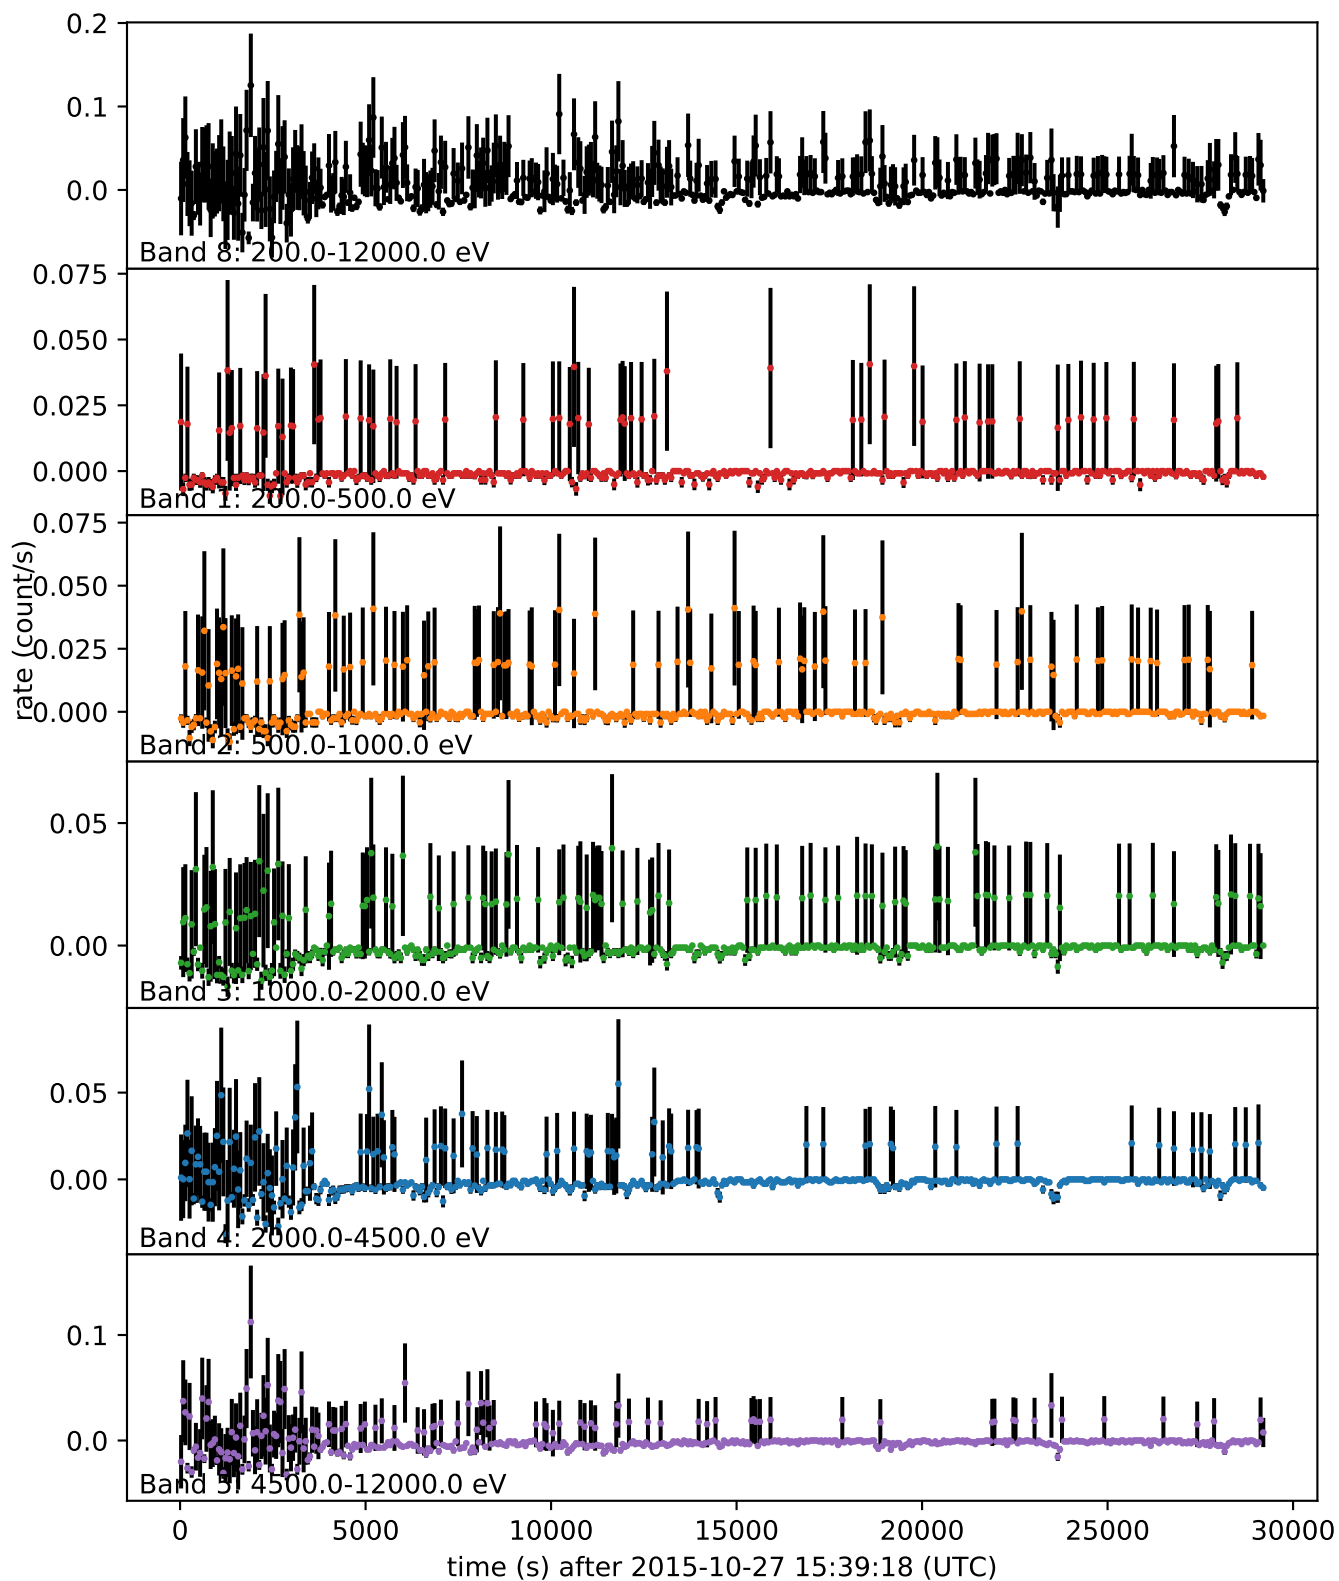 0.2
0.1
0.0
Band 8: 200.0-12000.0 eV
0.075
0.050
0.025
0.000
Band 1: 200.0-500.0 eV
0.075
0.050
0.025
0.000
Band 2: 500.0-1000.0 eV
rate (count/s)
0.05
0.00
Band 3: 1000.0-2000.0 eV
0.05
0.00
Band 4: 2000.0-4500.0 eV
0.1
0.0
Band 5: 4500.0-12000.0 eV
0 5000 10000 15000 20000 25000 30000
time (s) after 2015-10-27 15:39:18 (UTC)